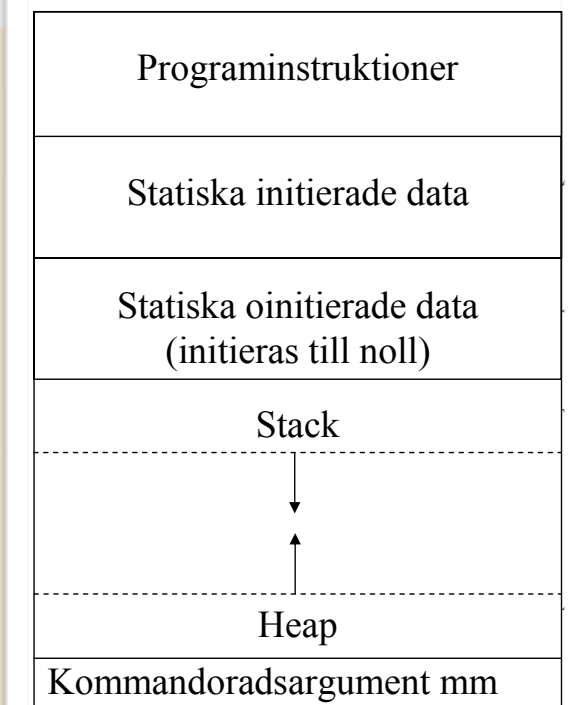 Programinstruktioner
Statiska initierade data
Statiska oinitierade data
(initieras till noll)
Stack
Heap
Kommandoradsargument mm